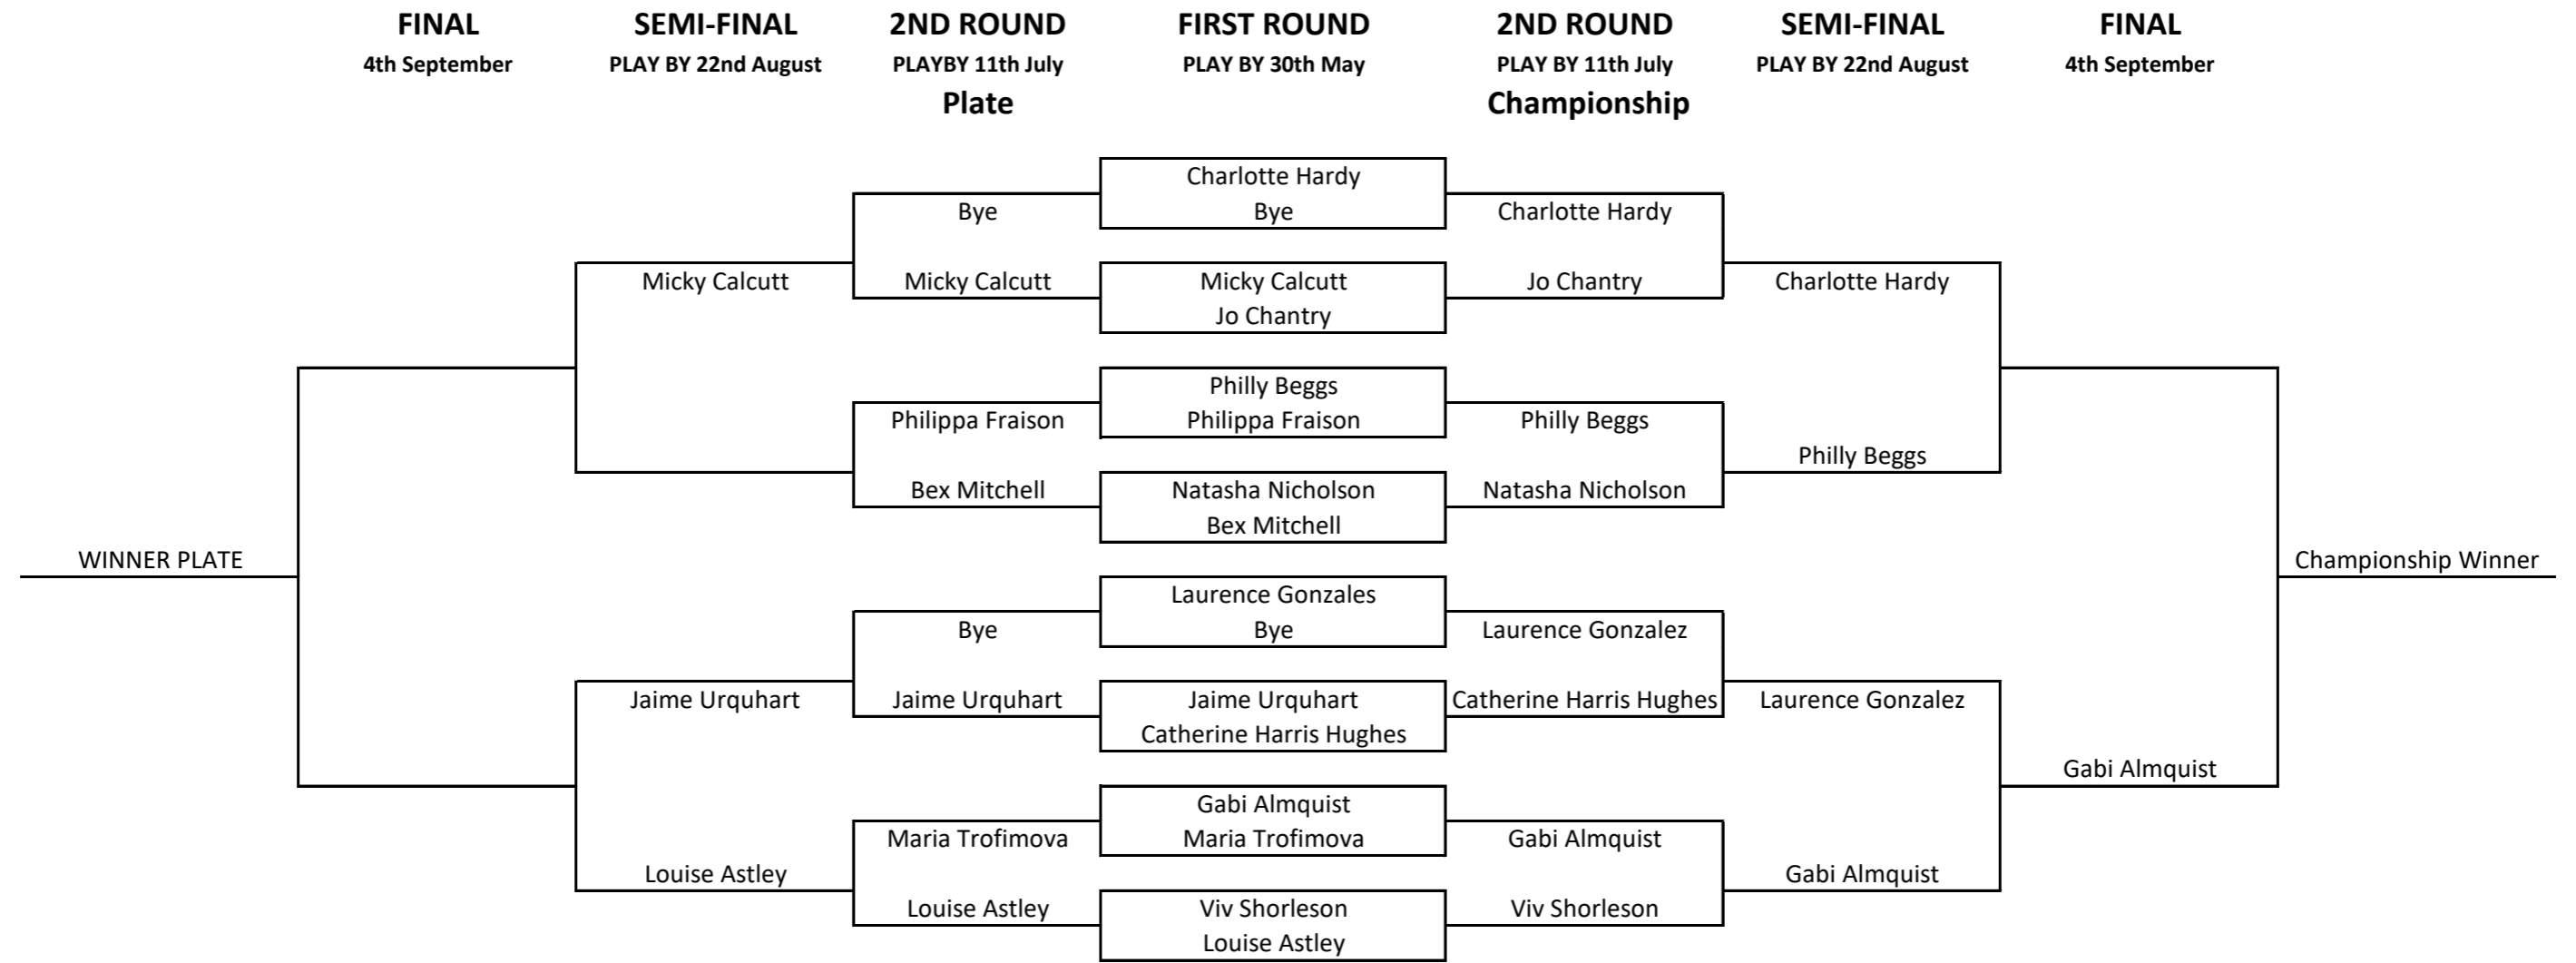 FINAL SEMI-FINAL 2ND ROUND FIRST ROUND 2ND ROUND SEMI-FINAL FINAL
4th September PLAY BY 22nd August PLAYBY 11th July PLAY BY 30th May PLAY BY 11th July PLAY BY 22nd August 4th September
Plate Championship
Charlotte Hardy
Bye Bye Charlotte Hardy
Micky Calcutt Micky Calcutt Micky Calcutt Jo Chantry Charlotte Hardy
Jo Chantry
Philly Beggs
Philippa Fraison Philippa Fraison Philly Beggs
Philly Beggs
Bex Mitchell Natasha Nicholson Natasha Nicholson
Bex Mitchell
WINNER PLATE Championship Winner
Laurence Gonzales
Bye Bye Laurence Gonzalez
Jaime Urquhart Jaime Urquhart Jaime Urquhart Catherine Harris Hughes Laurence Gonzalez
Catherine Harris Hughes
Gabi Almquist
Gabi Almquist
Maria Trofimova Maria Trofimova Gabi Almquist
Louise Astley Gabi Almquist
Louise Astley Viv Shorleson Viv Shorleson
Louise Astley